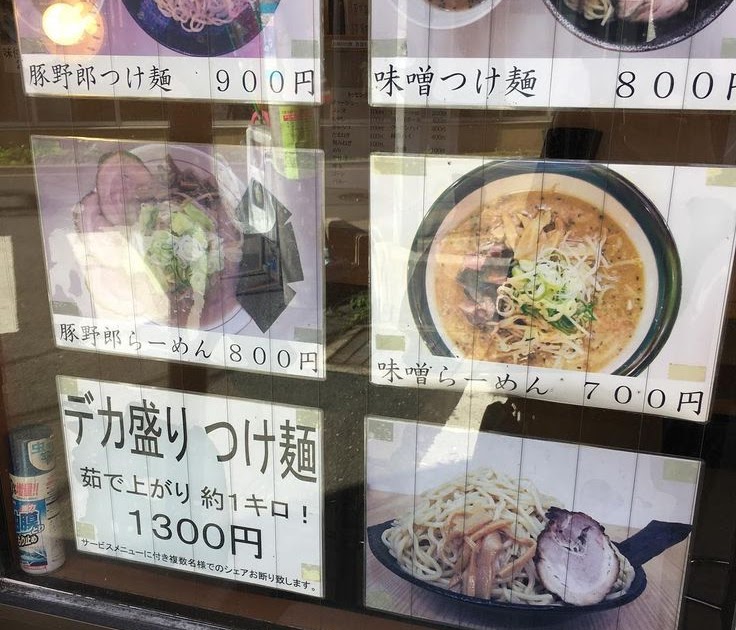 豚野郎つけ麺 900円
味噌つけ麺 800円
豚野郎らーめん 800円
味噌らーめん 700円
デカ盛り つけ麺
茹で上がり 約1キロ!
1300円
サービスメニューに付き複数名様でのシェアお断り致します。